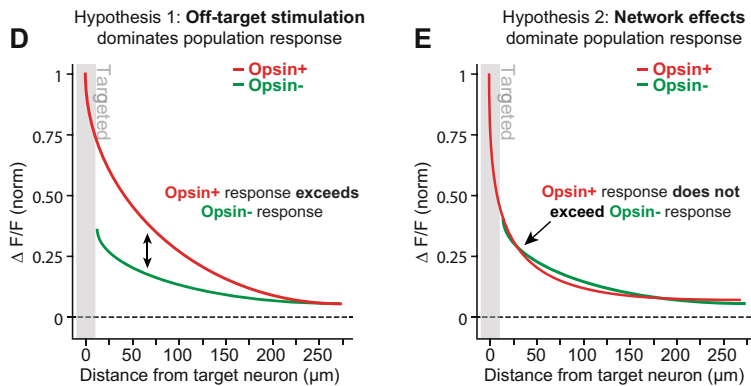 D
Hypothesis 1: Off-target stimulation
dominates population response
Opsin+
Opsin-
Targeted
Opsin+ response exceeds
Opsin- response
1
0.75
0.50
0.25
0
Δ F/F (norm)
0 50 100 150 200 250
Distance from target neuron (μm)
E
Hypothesis 2: Network effects
dominate population response
Opsin+
Opsin-
Targeted
Opsin+ response does not
exceed Opsin- response
1
0.75
0.50
0.25
0
Δ F/F (norm)
0 50 100 150 200 250
Distance from target neuron (μm)